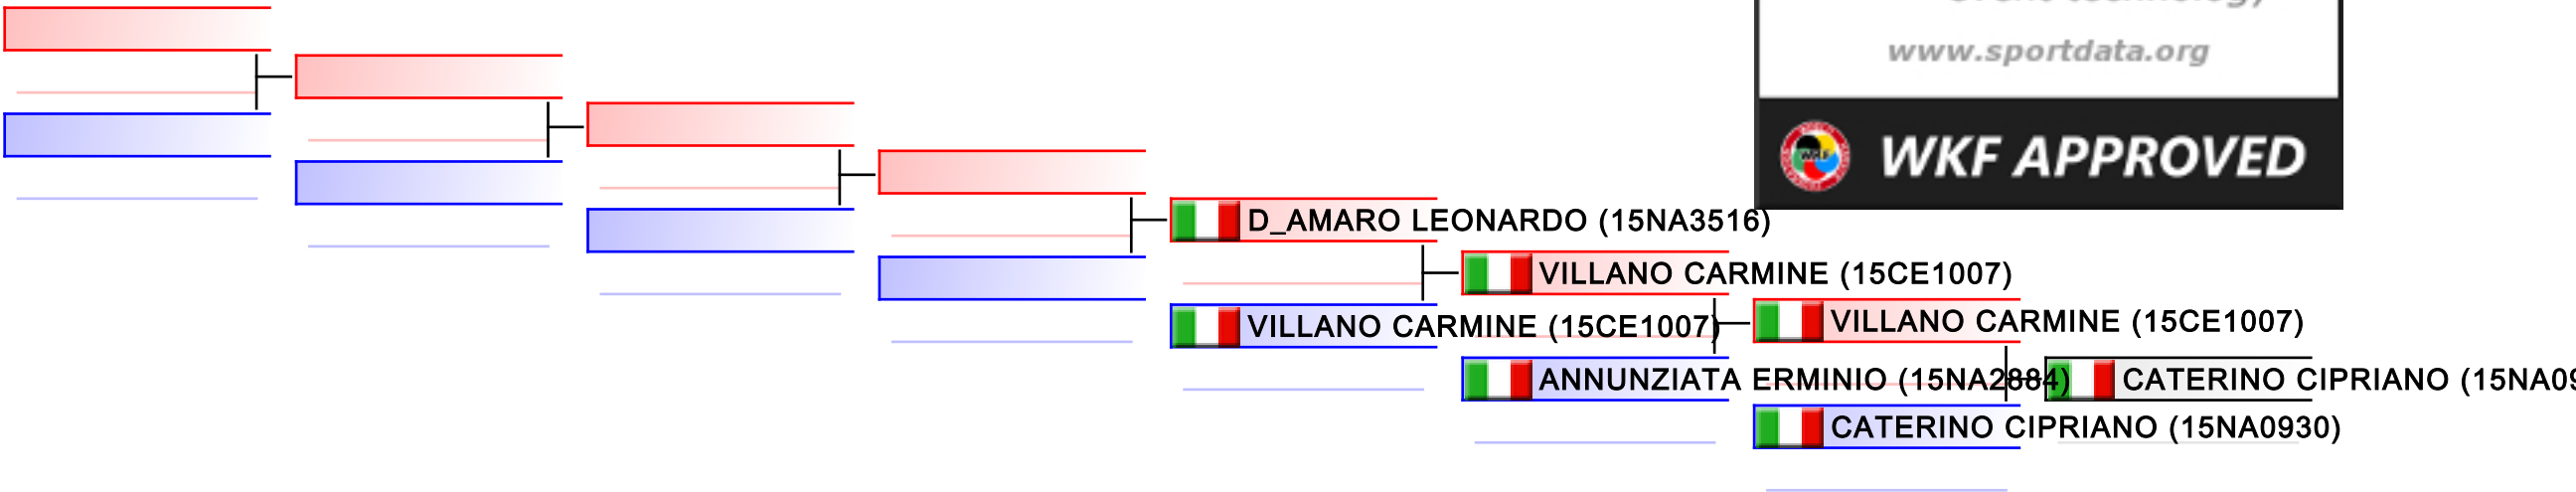 www.sportdata.org
WKF APPROVED
D_AMARO LEONARDO (15NA3516)
VILLANO CARMINE (15CE1007)
VILLANO CARMINE (15CE1007)
VILLANO CARMINE (15CE1007)
ANNUNZIATA ERMINIO (15NA2884)
CATERINO CIPRIANO (15NA09
CATERINO CIPRIANO (15NA0930)